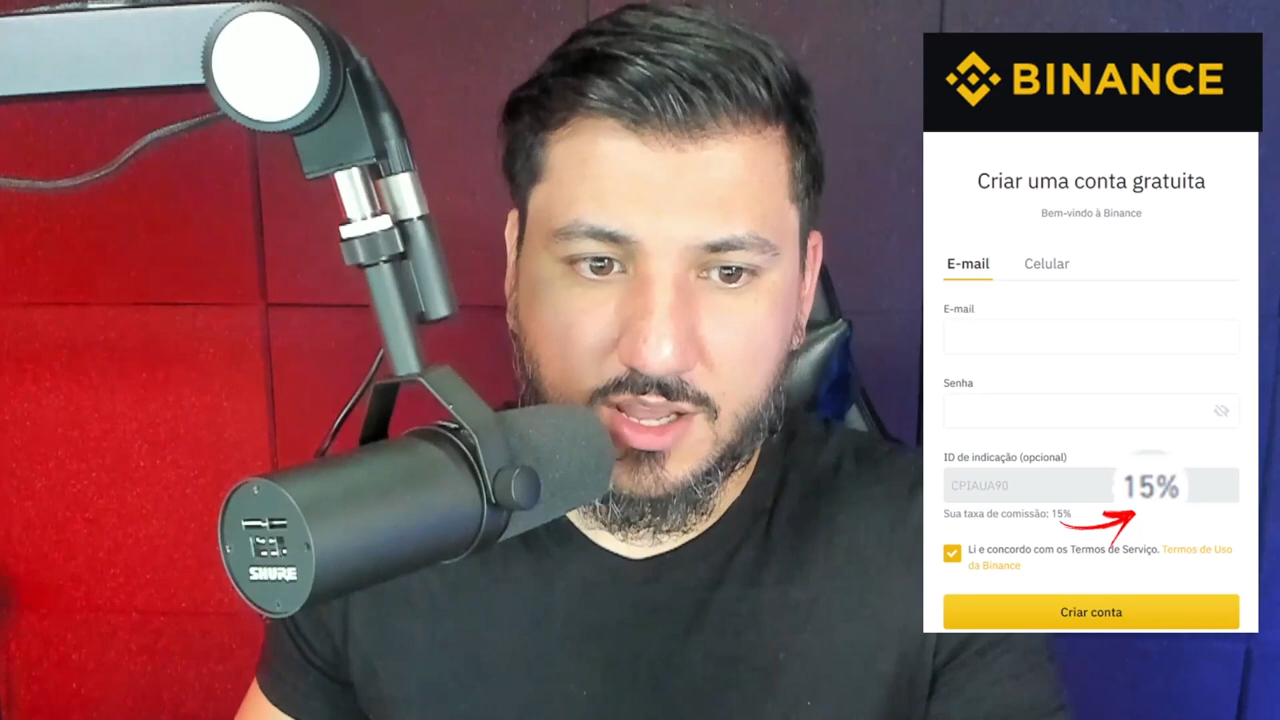 SHURE
BINANCE
Criar uma conta gratuita
Bem-vindo à Binance
E-mail Celular
E-mail
Senha
ID de indicação (opcional)
CPIAUA90 15%
Sua taxa de comissão: 15%
Li e concordo com os Termos de Serviço. Termos de Uso
da Binance
Criar conta